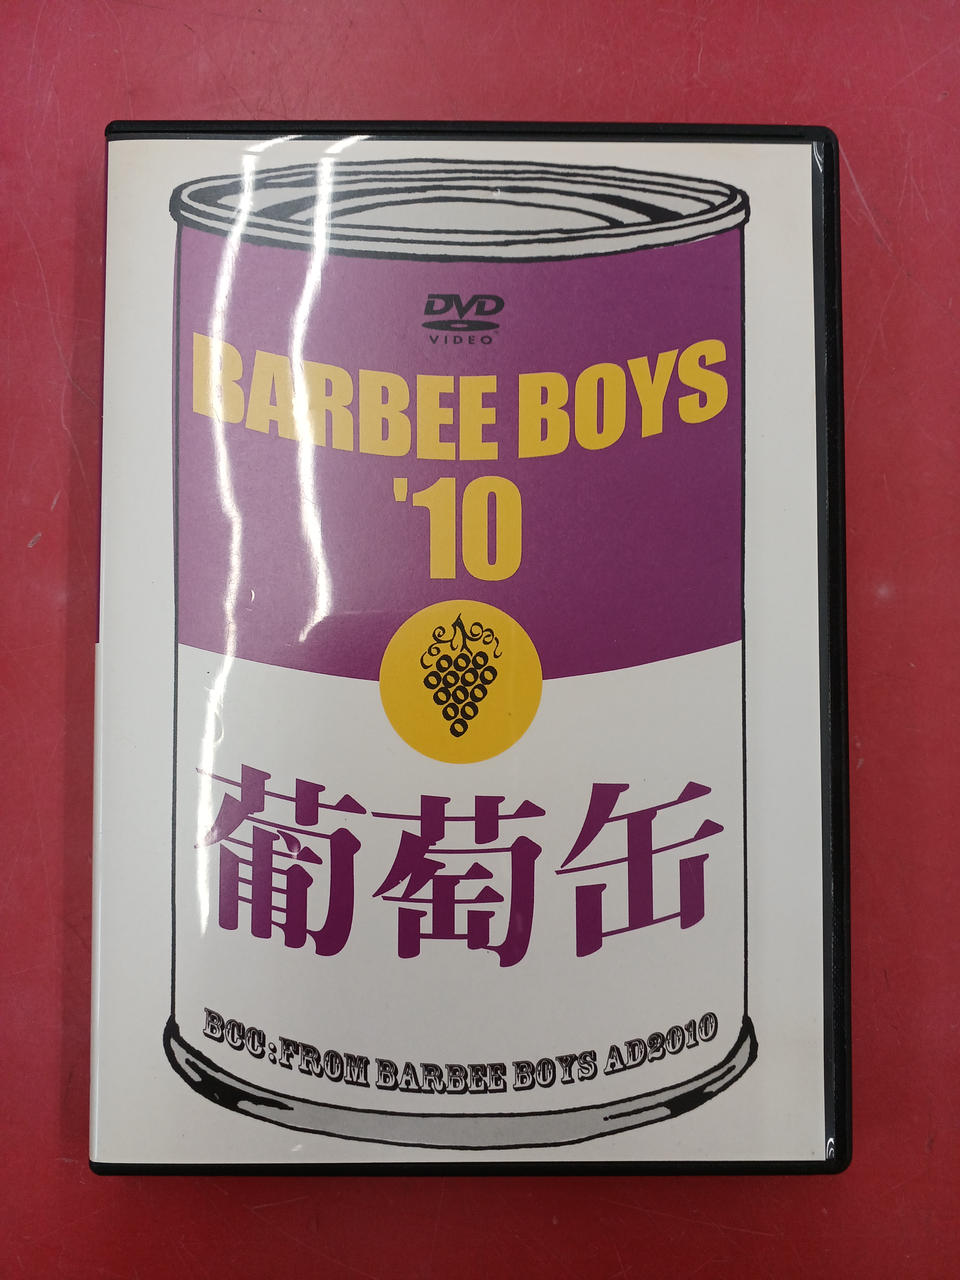 DVD
VIDEO
BARBEE BOYS
'10
葡萄缶
BCC:FROM BARBEE BOYS AD2010